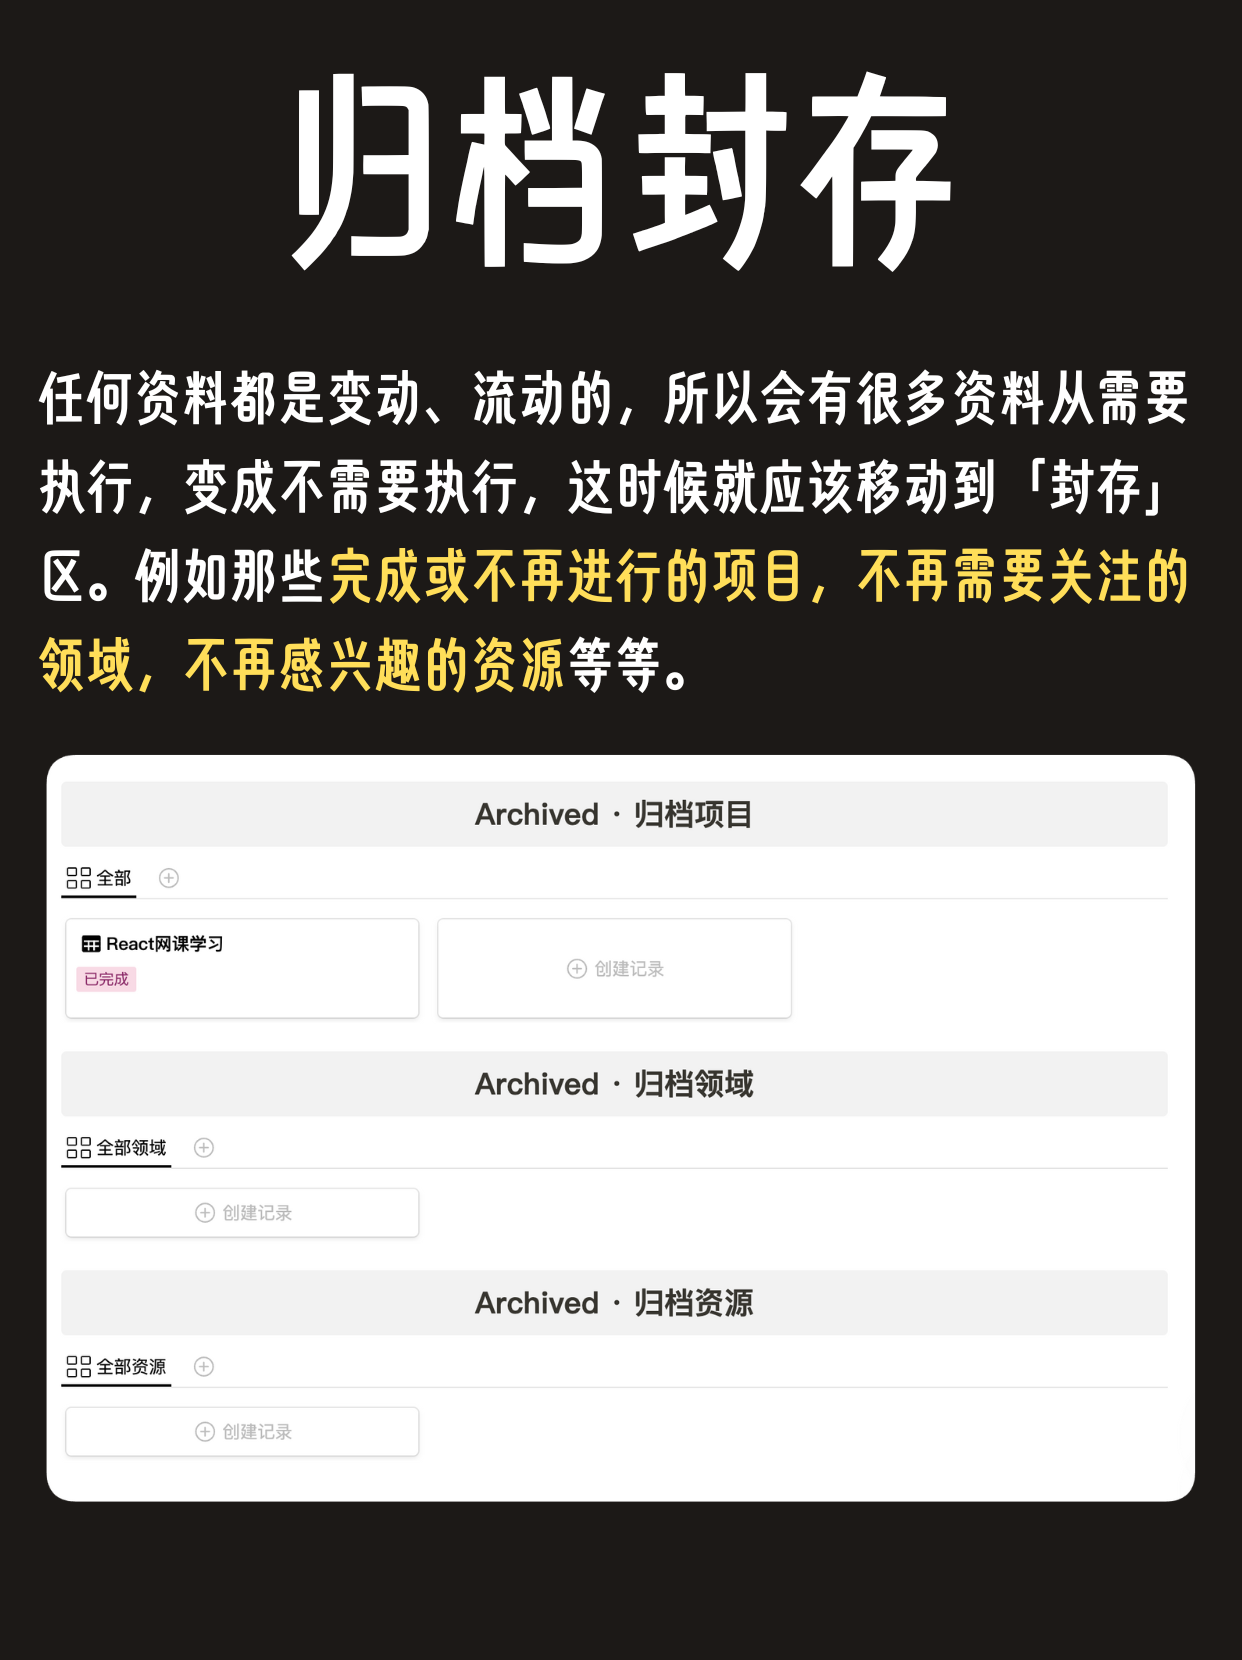 归档封存
任何资料都是变动、流动的，所以会有很多资料从需要
执行，变成不需要执行，这时候就应该移动到「封存」
区。例如那些完成或不再进行的项目，不再需要关注的
领域，不再感兴趣的资源等等。
Archived · 归档项目
全部
React网课学习
已完成
创建记录
Archived · 归档领域
全部领域
创建记录
Archived · 归档资源
全部资源
创建记录